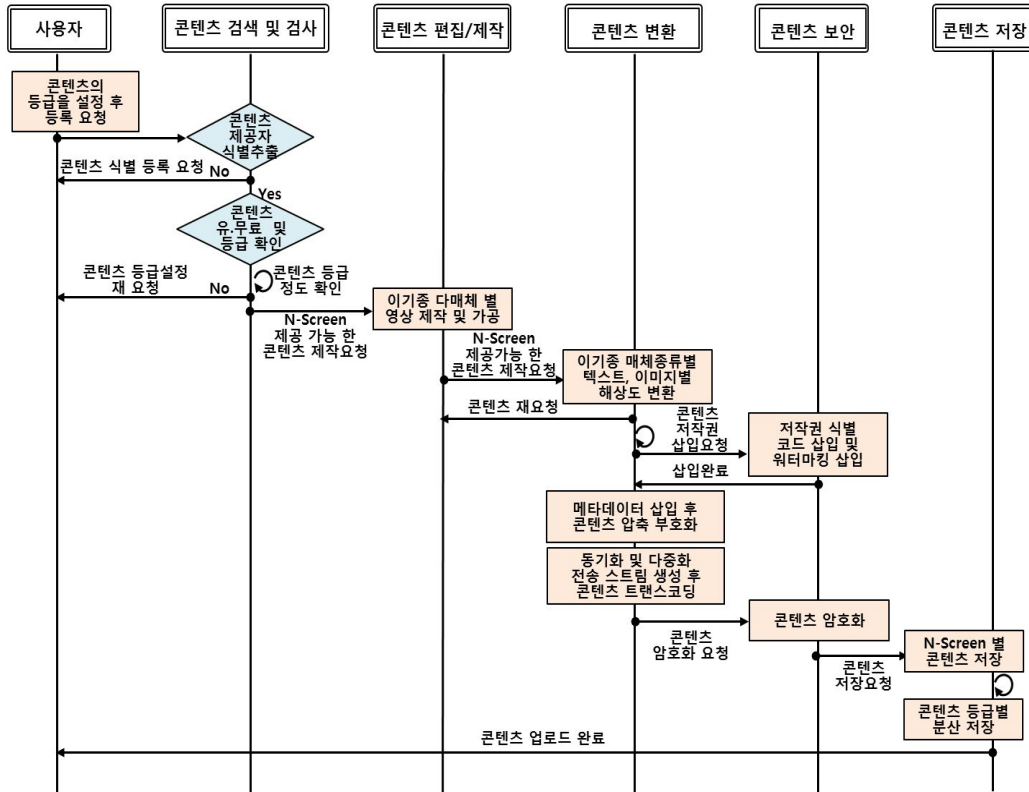 사용자
콘텐츠 검색 및 검사
콘텐츠 편집/제작
콘텐츠 변환
콘텐츠 보안
콘텐츠 저장
콘텐츠의
등급을 설정 후
등록 요청
콘텐츠
제공자
식별추출
콘텐츠 식별 등록 요청
No
Yes
콘텐츠
유.무료 및
등급 확인
콘텐츠 등급설정
재 요청
No
콘텐츠 등급
정도 확인
이기종 다매체 별
영상 제작 및 가공
N-Screen
제공 가능 한
콘텐츠 제작요청
N-Screen
제공가능 한
콘텐츠 제작요청
이기종 매체종류별
텍스트, 이미지별
해상도 변환
콘텐츠 재요청
콘텐츠
저작권
삽입요청
저작권 식별
코드 삽입 및
워터마킹 삽입
삽입완료
메타데이터 삽입 후
콘텐츠 압축 부호화
동기화 및 다중화
전송 스트림 생성 후
콘텐츠 트랜스코딩
콘텐츠
암호화 요청
콘텐츠 암호화
콘텐츠
저장요청
N-Screen 별
콘텐츠 저장
콘텐츠 등급별
분산 저장
콘텐츠 업로드 완료